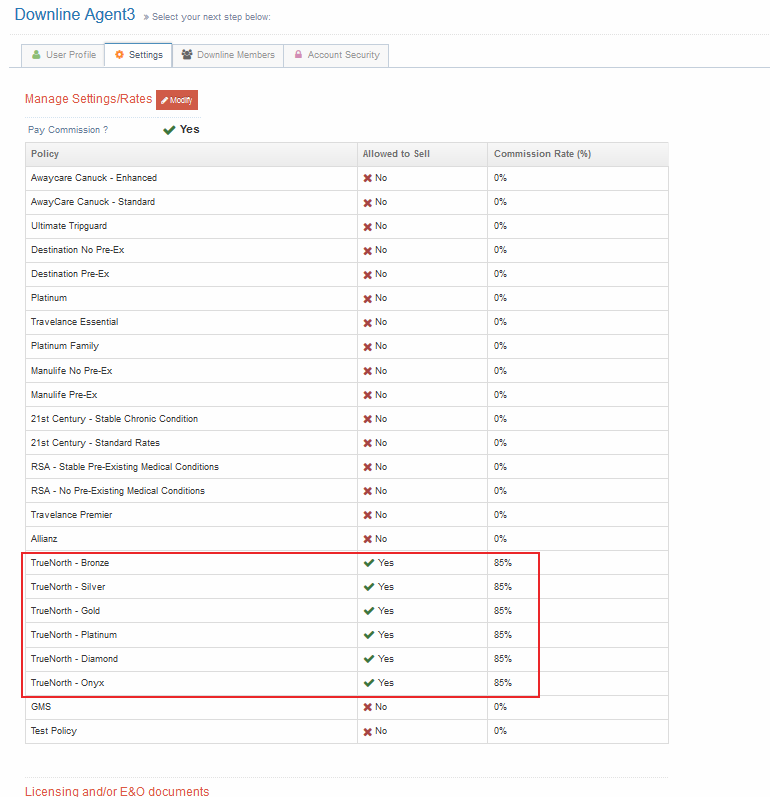 Downline Agent3 » Select your next step below:
User Profile Settings Downline Members Account Security
Manage Settings/Rates Modify
Pay Commission ? Yes
Policy Allowed to Sell Commission Rate (%)
Awaycare Canuck - Enhanced No 0%
AwayCare Canuck - Standard No 0%
Ultimate Tripguard No 0%
Destination No Pre-Ex No 0%
Destination Pre-Ex No 0%
Platinum No 0%
Travelance Essential No 0%
Platinum Family No 0%
Manulife No Pre-Ex No 0%
Manulife Pre-Ex No 0%
21st Century - Stable Chronic Condition No 0%
21st Century - Standard Rates No 0%
RSA - Stable Pre-Existing Medical Conditions No 0%
RSA - No Pre-Existing Medical Conditions No 0%
Travelance Premier No 0%
Allianz No 0%
TrueNorth - Bronze Yes 85%
TrueNorth - Silver Yes 85%
TrueNorth - Gold Yes 85%
TrueNorth - Platinum Yes 85%
TrueNorth - Diamond Yes 85%
TrueNorth - Onyx Yes 85%
GMS No 0%
Test Policy No 0%
Licensing and/or E&O documents